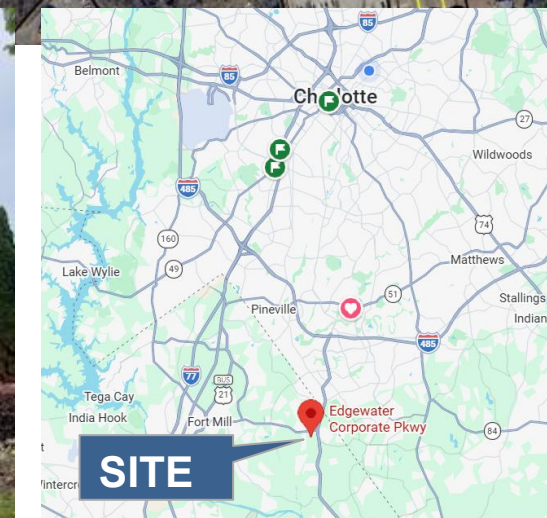 85
Belmont
85
Charlotte
27
Wildwoods
485
160
74
Matthews
Lake Wylie
49
51
Stallings
Pineville
Indian
485
77
BUS
21
Tega Cay
India Hook
Fort Mill
Edgewater
Corporate Pkwy
84
SITE